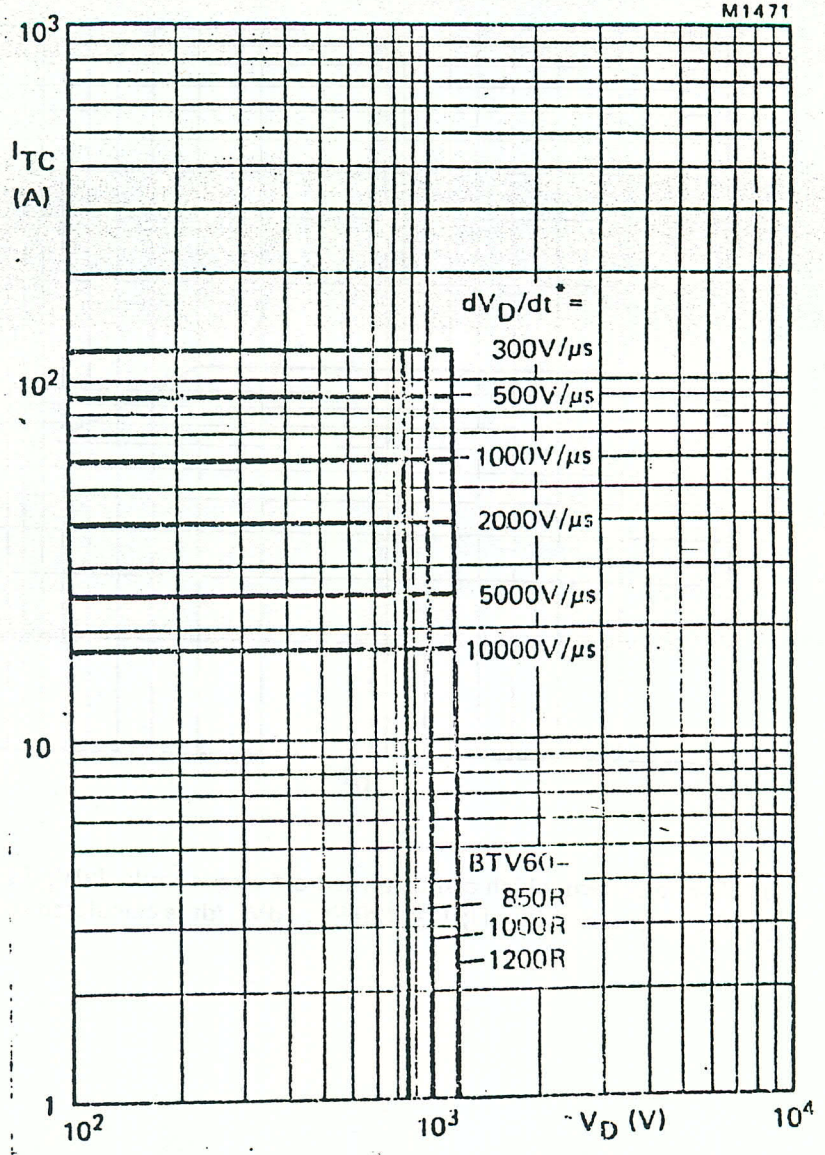 M1471
10³
I_TC
(A)
dV_D/dt* =
300V/μs
10²
500V/μs
1000V/μs
2000V/μs
5000V/μs
10000V/μs
10
BTV60-
850R
1000R
1200R
1
10²
10³
V_D (V)
10⁴